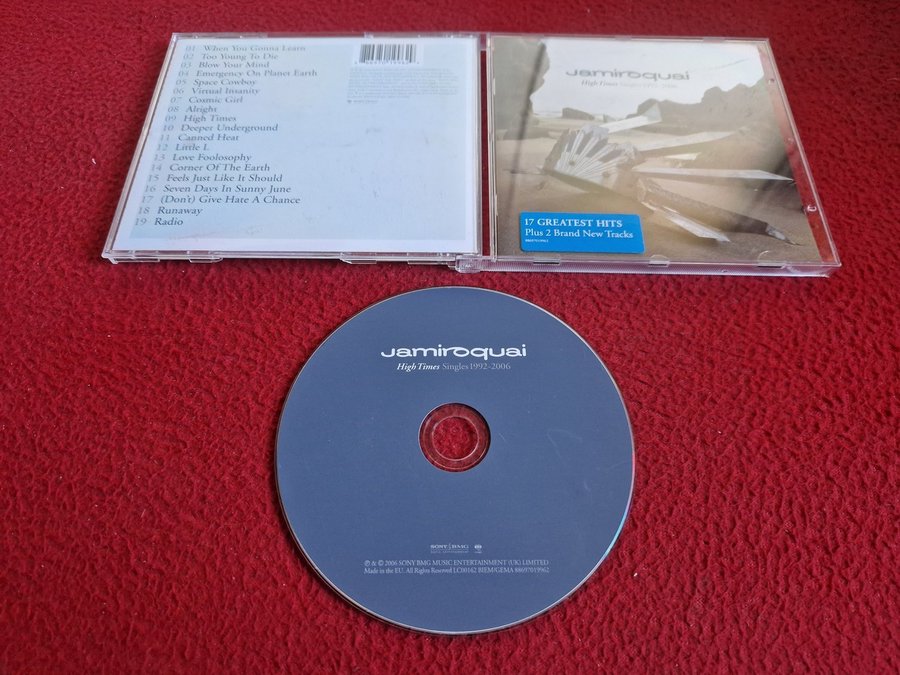 01 When You Gonna Learn
02 Too Young To Die
03 Blow Your Mind
04 Emergency On Planet Earth
05 Space Cowboy
06 Virtual Insanity
07 Cosmic Girl
08 Alright
09 High Times
10 Deeper Underground
11 Canned Heat
12 Little L
13 Love Foolosophy
14 Corner Of The Earth
15 Feels Just Like It Should
16 Seven Days In Sunny June
17 (Don't) Give Hate A Chance
18 Runaway
19 Radio
Jamiroquai
High Times Singles 1992-2006
17 GREATEST HITS
Plus 2 Brand New Tracks
88697019962
Jamiroquai
High Times Singles 1992-2006
SONY BMG
℗ & © 2006 SONY BMG MUSIC ENTERTAINMENT (UK) LIMITED
Made in the EU. All Rights Reserved LC00162 BIEM/GEMA 88697019962